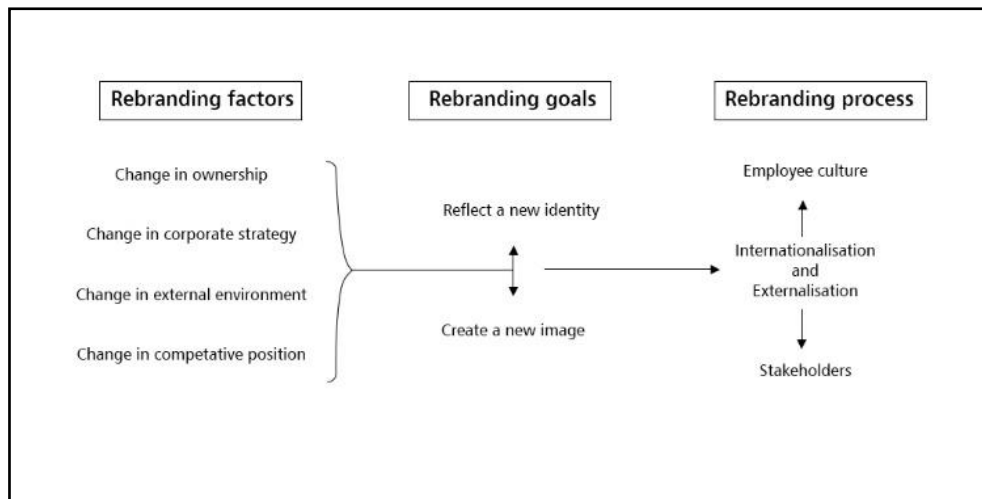 Rebranding factors
Rebranding goals
Rebranding process
Change in ownership
Change in corporate strategy
Change in external environment
Change in competative position
Reflect a new identity
Create a new image
Employee culture
Internationalisation
and
Externalisation
Stakeholders